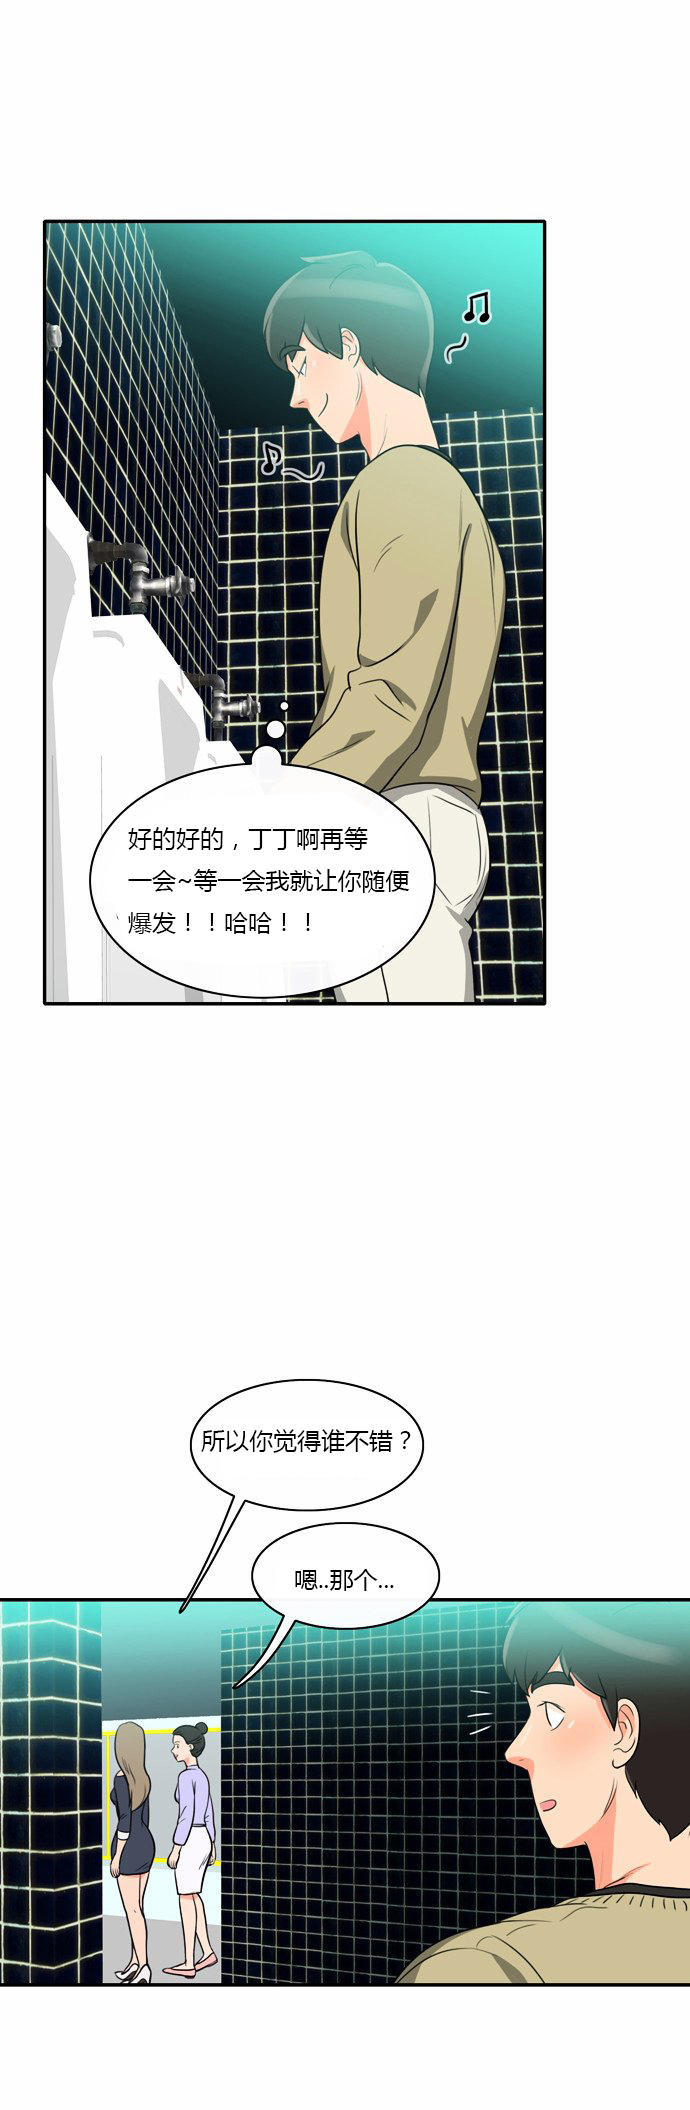 好的好的，丁丁啊再等
一会~等一会我就让你随便
爆发！！哈哈！！
所以你觉得谁不错？
嗯..那个...